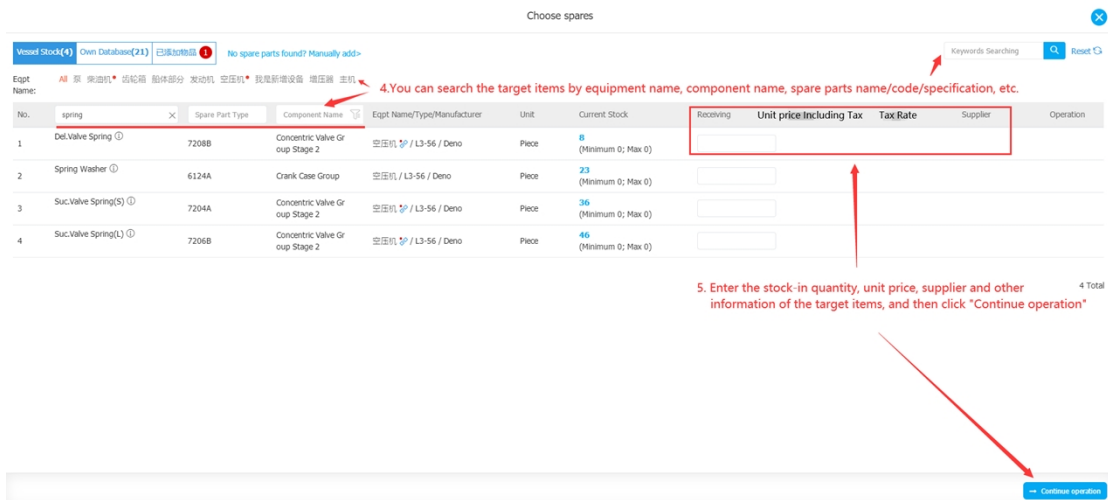 Choose spares
Vessel Stock(4) Own Database(21) 已添加物品 1 No spare parts found? Manually add> Keywords Searching Reset
Eqpt Name: All 泵 柴油机 齿轮箱 船体部分 发动机 空压机 我是新增设备 增压器 主机
4.You can search the target items by equipment name, component name, spare parts name/code/specification, etc.
No. spring Spare Part Type Component Name Eqpt Name/Type/Manufacturer Unit Current Stock Receiving Unit price Including Tax Tax Rate Supplier Operation
1 Del.Valve Spring 7208B Concentric Valve Gr oup Stage 2 空压机 / L3-56 / Deno Piece 8 (Minimum 0; Max 0)
2 Spring Washer 6124A Crank Case Group 空压机 / L3-56 / Deno Piece 23 (Minimum 0; Max 0)
3 Suc.Valve Spring(S) 7204A Concentric Valve Gr oup Stage 2 空压机 / L3-56 / Deno Piece 36 (Minimum 0; Max 0)
4 Suc.Valve Spring(L) 7206B Concentric Valve Gr oup Stage 2 空压机 / L3-56 / Deno Piece 46 (Minimum 0; Max 0)
4 Total
5. Enter the stock-in quantity, unit price, supplier and other
information of the target items, and then click "Continue operation"
→ Continue operation